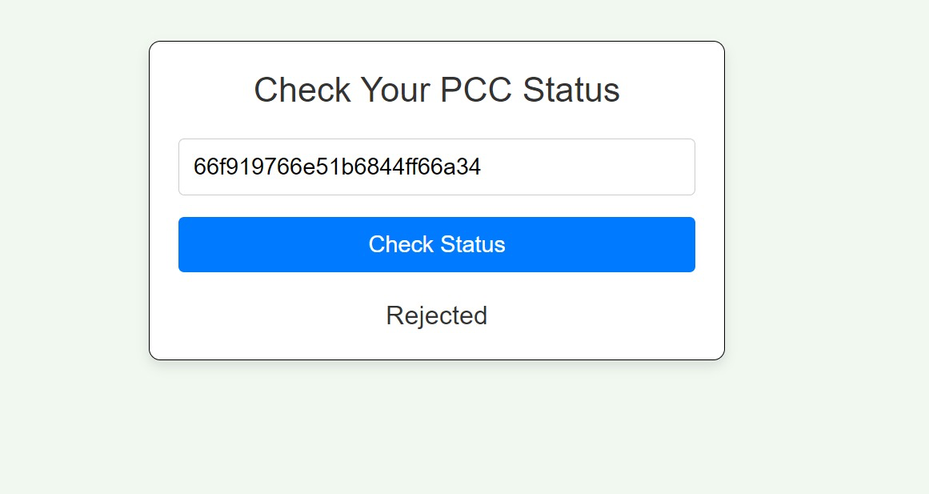 Check Your PCC Status
66f919766e51b6844ff66a34
Check Status
Rejected